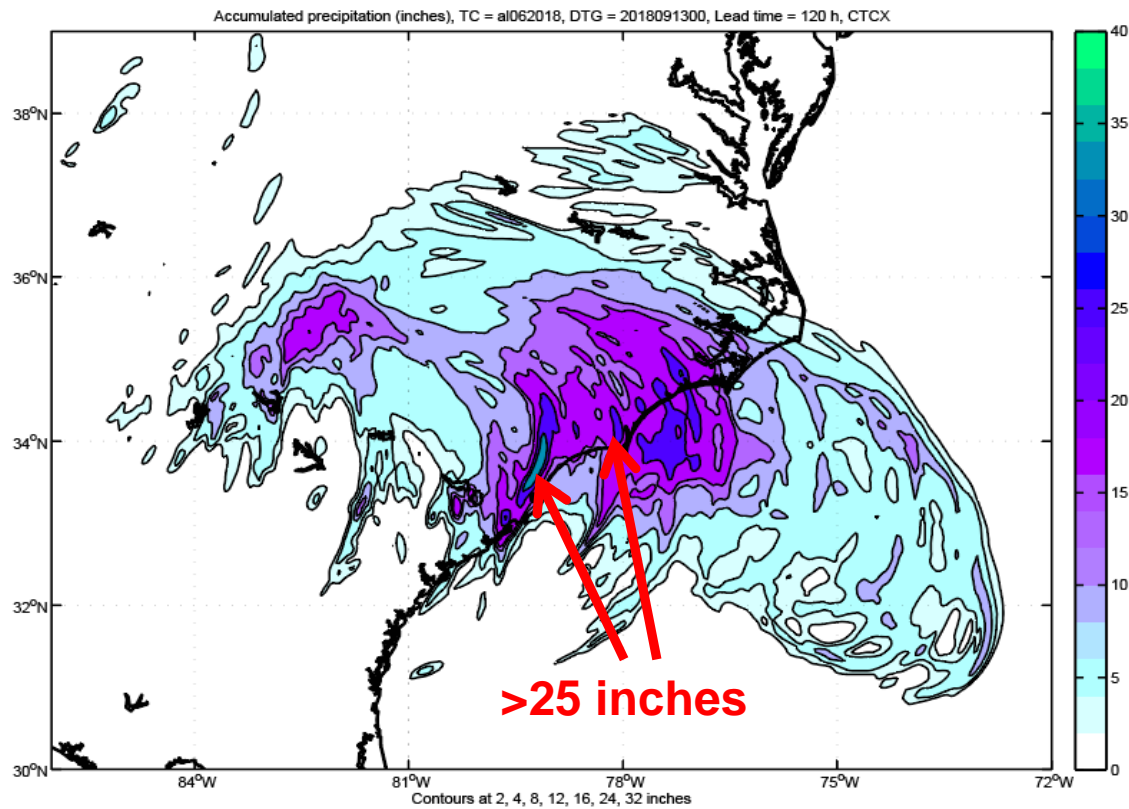 Accumulated precipitation (inches), TC = al062018, DTG = 2018091300, Lead time = 120 h, CTCX
38°N
36°N
34°N
32°N
30°N
84°W
81°W
78°W
75°W
72°W
>25 inches
Contours at 2, 4, 8, 12, 16, 24, 32 inches
40
35
30
25
20
15
10
5
0